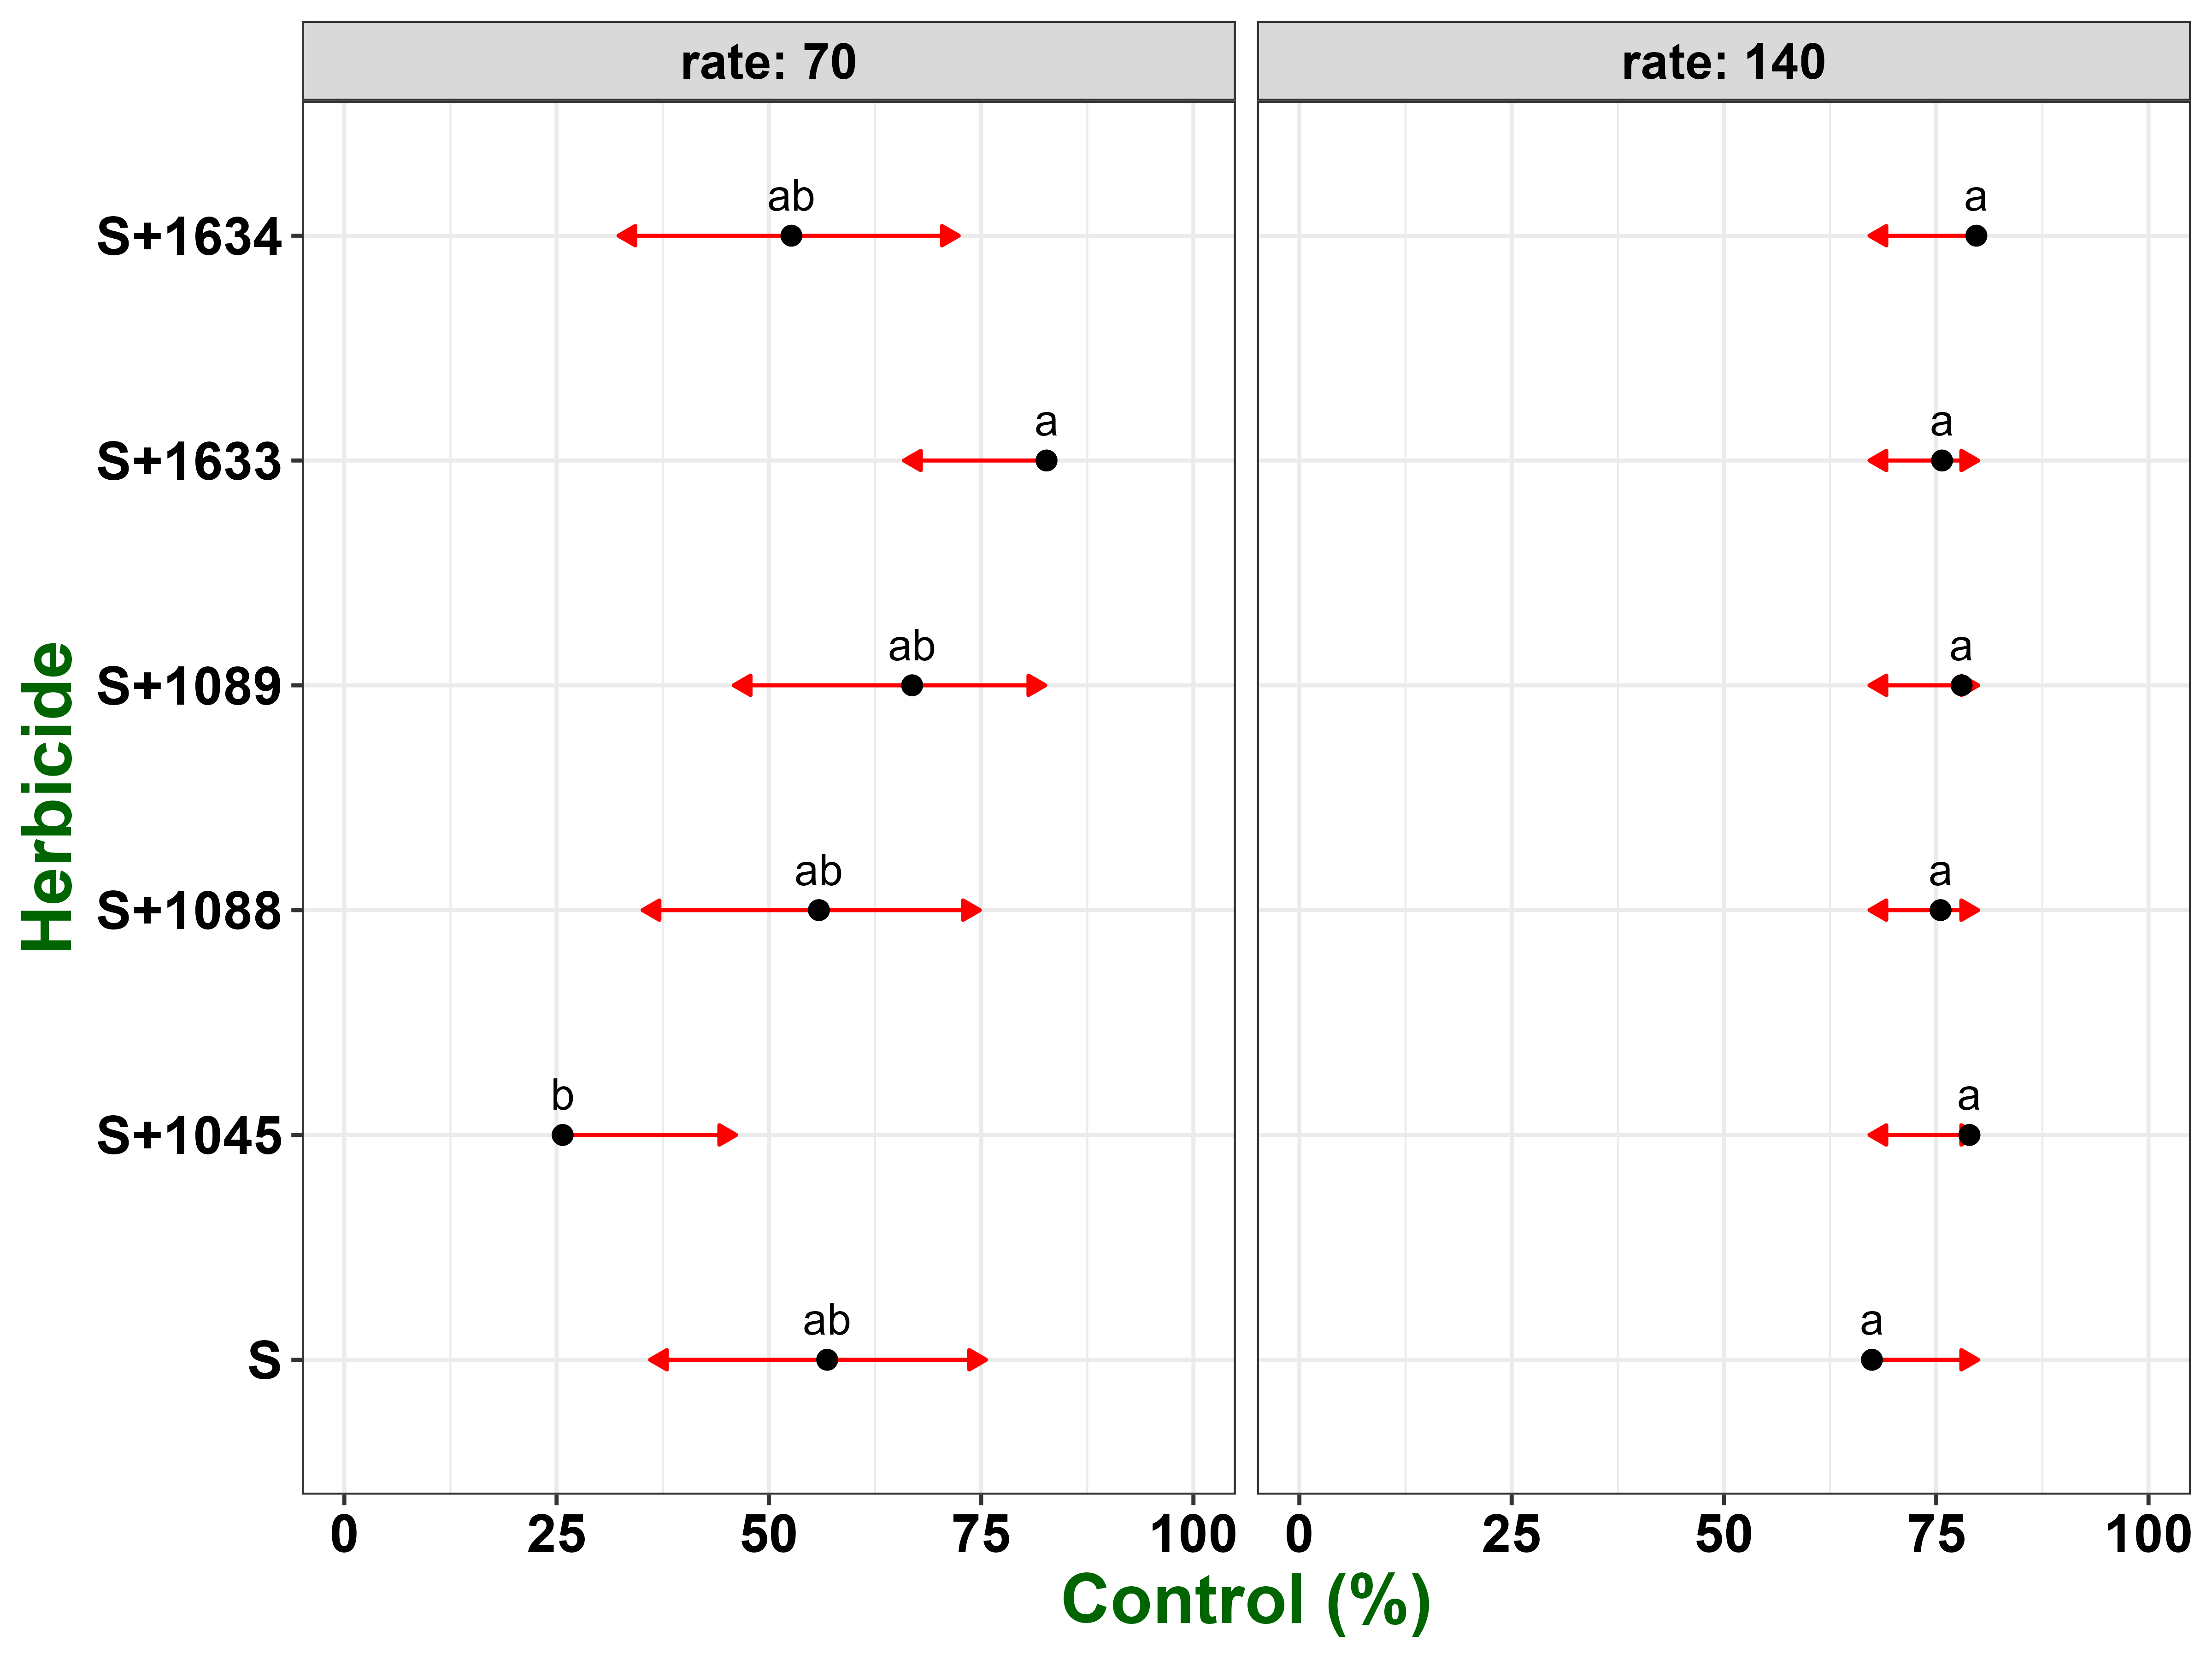 rate: 70
rate: 140
Herbicide
S+1634
ab
a
S+1633
a
a
S+1089
ab
a
S+1088
ab
a
S+1045
b
a
S
ab
a
0 25 50 75 100
0 25 50 75 100
Control (%)